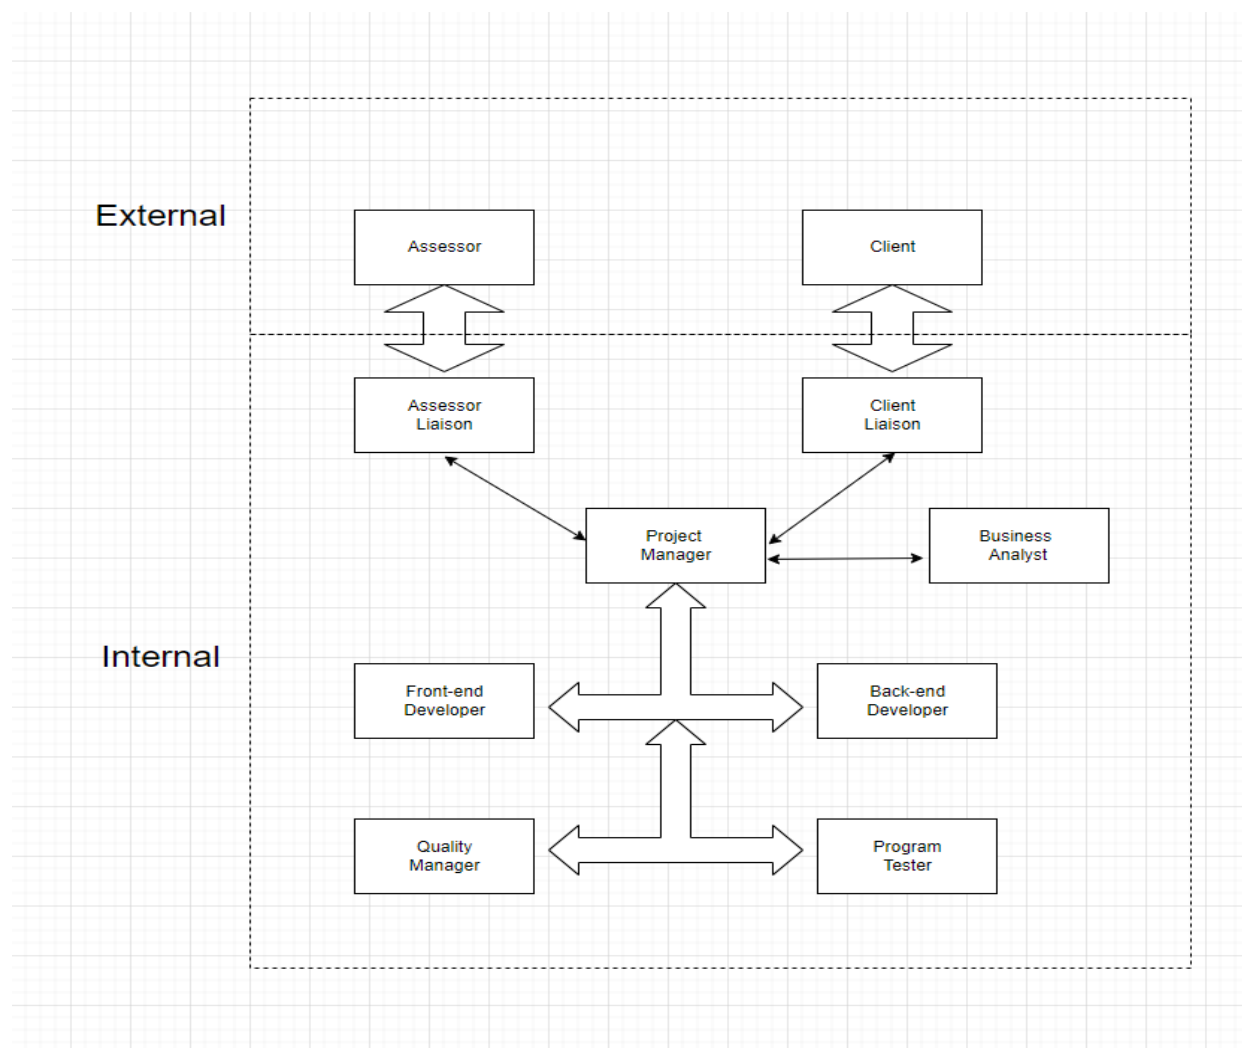 External
Assessor
Client
Assessor
Liaison
Client
Liaison
Project
Manager
Business
Analyst
Internal
Front-end
Developer
Back-end
Developer
Quality
Manager
Program
Tester